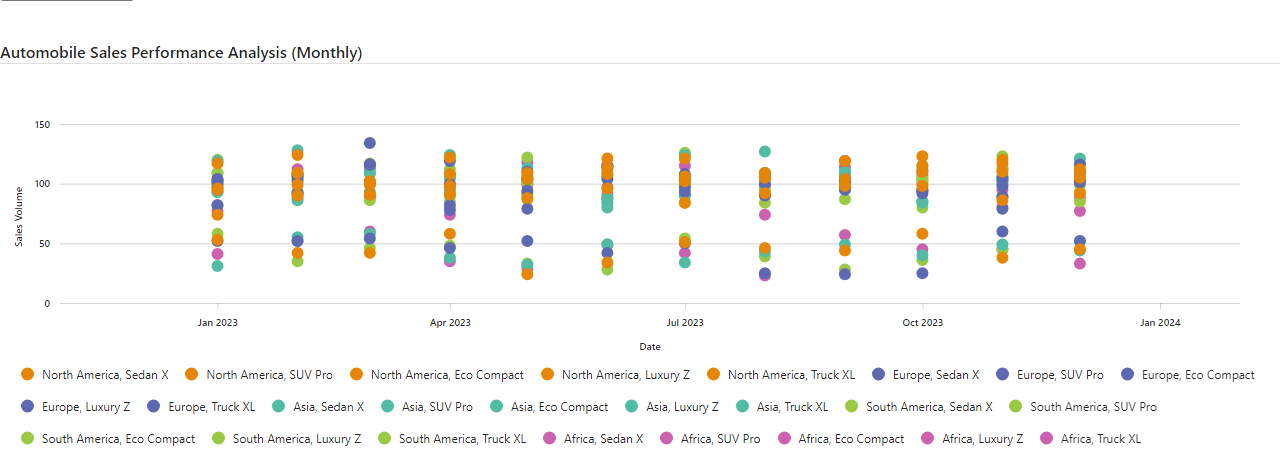 Automobile Sales Performance Analysis (Monthly)
150
100
50
0
Sales Volume
Jan 2023 Apr 2023 Jul 2023 Oct 2023 Jan 2024
Date
North America, Sedan X North America, SUV Pro North America, Eco Compact North America, Luxury Z North America, Truck XL Europe, Sedan X Europe, SUV Pro Europe, Eco Compact
Europe, Luxury Z Europe, Truck XL Asia, Sedan X Asia, SUV Pro Asia, Eco Compact Asia, Luxury Z Asia, Truck XL South America, Sedan X South America, SUV Pro
South America, Eco Compact South America, Luxury Z South America, Truck XL Africa, Sedan X Africa, SUV Pro Africa, Eco Compact Africa, Luxury Z Africa, Truck XL